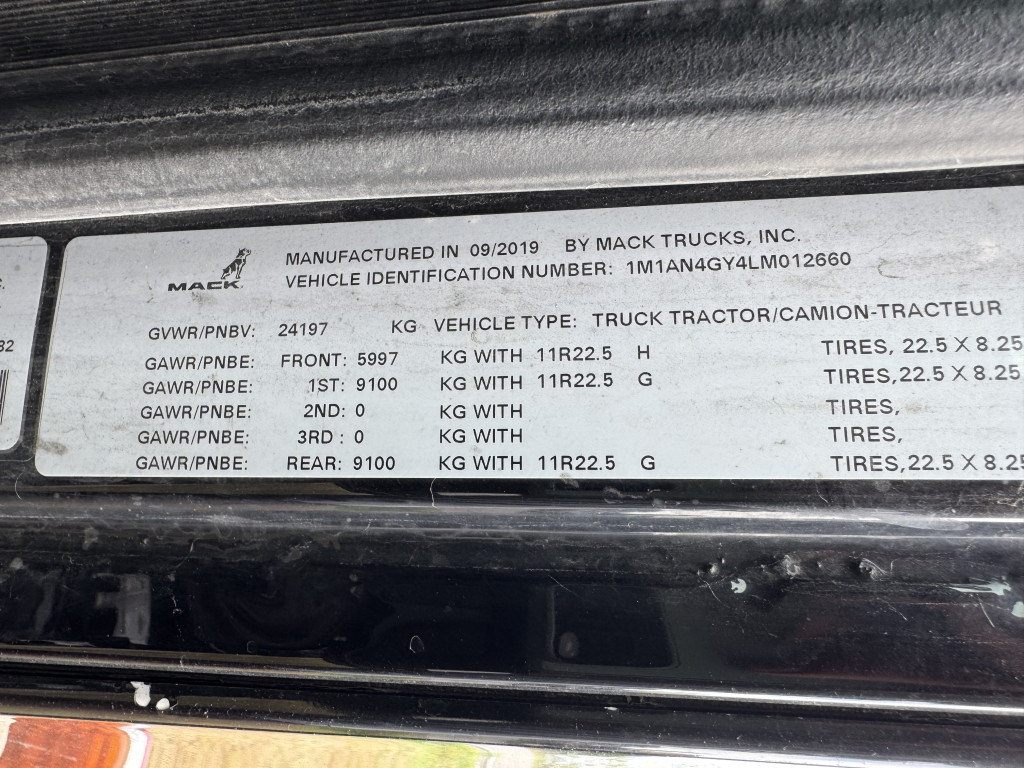 MACK
MANUFACTURED IN 09/2019 BY MACK TRUCKS, INC.
VEHICLE IDENTIFICATION NUMBER: 1M1AN4GY4LM012660
GVWR/PNBV: 24197 KG VEHICLE TYPE: TRUCK TRACTOR/CAMION-TRACTEUR
GAWR/PNBE: FRONT: 5997 KG WITH 11R22.5 H TIRES, 22.5 X 8.25
GAWR/PNBE: 1ST: 9100 KG WITH 11R22.5 G TIRES,22.5 X 8.25
GAWR/PNBE: 2ND: 0 KG WITH TIRES,
GAWR/PNBE: 3RD : 0 KG WITH TIRES,
GAWR/PNBE: REAR: 9100 KG WITH 11R22.5 G TIRES,22.5 X 8.25
32